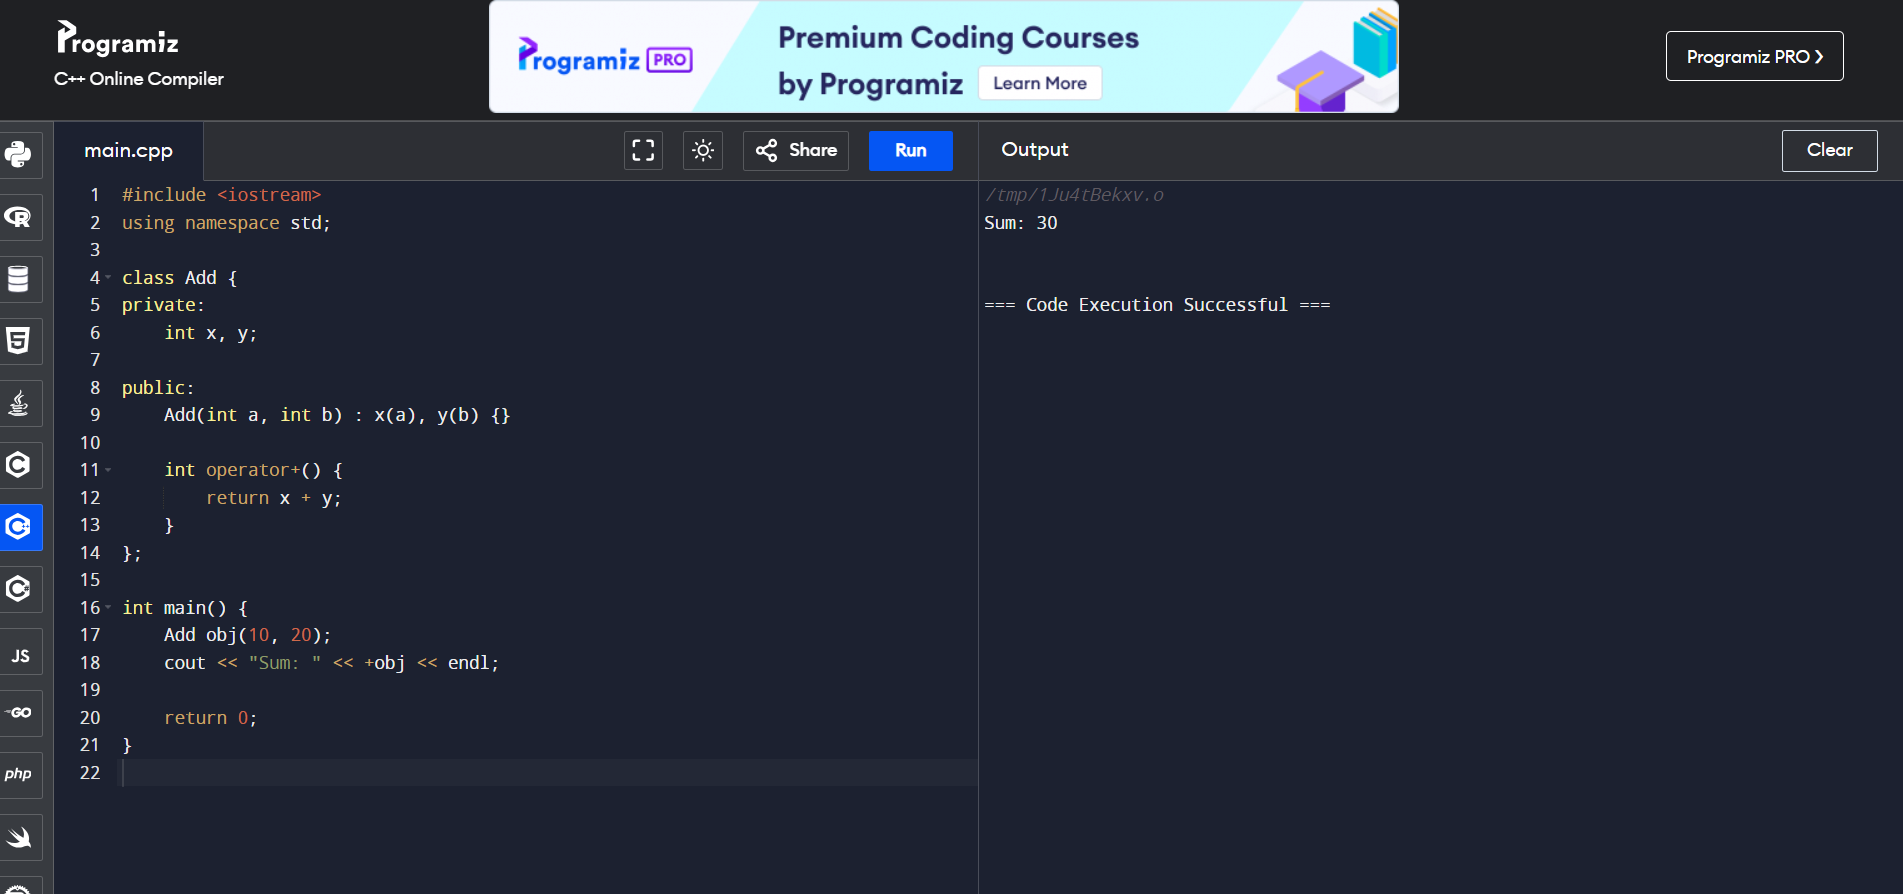 Programiz
C++ Online Compiler
Programiz PRO
Premium Coding Courses
by Programiz
Learn More
Programiz PRO ❯
main.cpp
Share
Run
Output
Clear
1 #include <iostream>
2 using namespace std;
3
4 class Add {
5 private:
6     int x, y;
7
8 public:
9     Add(int a, int b) : x(a), y(b) {}
10
11     int operator+() {
12         return x + y;
13     }
14 };
15
16 int main() {
17     Add obj(10, 20);
18     cout << "Sum: " << +obj << endl;
19
20     return 0;
21 }
22
/tmp/1Ju4tBekxv.o
Sum: 30
=== Code Execution Successful ===
R
5
C
C+
C
JS
GO
php